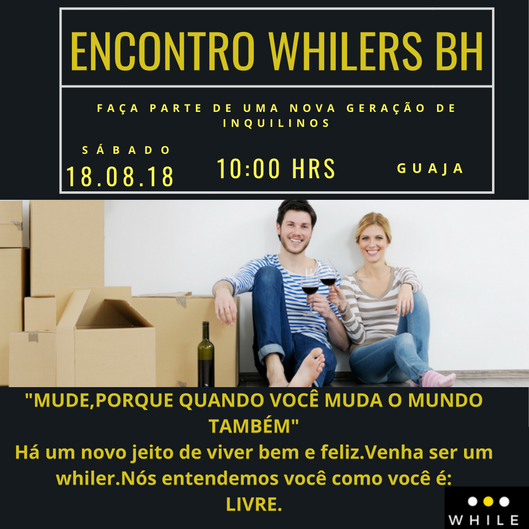 ENCONTRO WHILERS BH
FAÇA PARTE DE UMA NOVA GERAÇÃO DE
INQUILINOS
SÁBADO
18.08.18
10:00 HRS
GUAJA
"MUDE,PORQUE QUANDO VOCÊ MUDA O MUNDO
TAMBÉM"
Há um novo jeito de viver bem e feliz.Venha ser um
whiler.Nós entendemos você como você é:
LIVRE.
WHILE